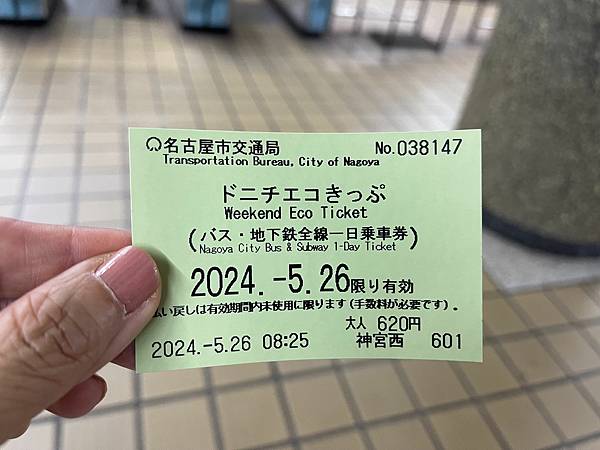 名古屋市交通局 No.038147
Transportation Bureau, City of Nagoya
ドニチエコきっぷ
Weekend Eco Ticket
(バス・地下鉄全線一日乗車券)
Nagoya City Bus & Subway 1-Day Ticket
2024.-5.26限り有効
払い戻しは有効期間内未使用に限ります(手数料が必要です)。
大人 620円
2024.-5.26 08:25 神宮西 601